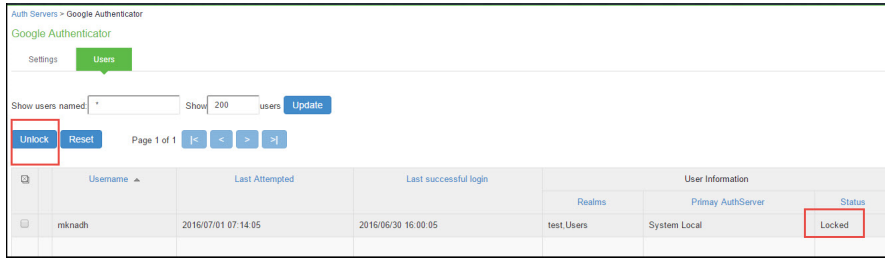 Auth Servers > Google Authenticator
Google Authenticator
Settings Users
Show users named: * Show 200 users Update
Unlock Reset Page 1 of 1 |< < > >|
Username Last Attempted Last successful login User Information
Realms Primay AuthServer Status
mknadh 2016/07/01 07:14:05 2016/06/30 16:00:05 test,Users System Local Locked